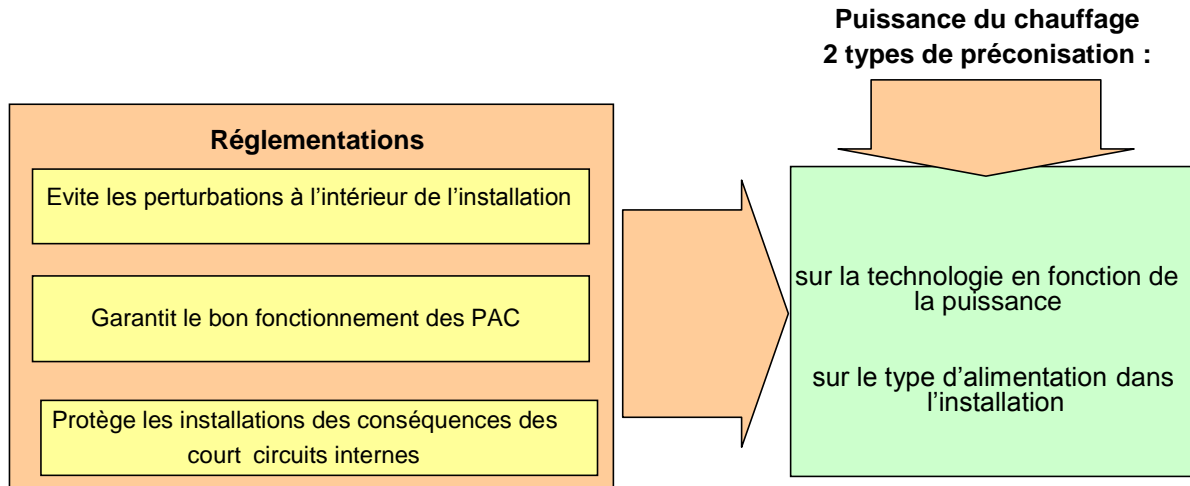 Puissance du chauffage
2 types de préconisation :
Réglementations
Evite les perturbations à l’intérieur de l’installation
Garantit le bon fonctionnement des PAC
Protège les installations des conséquences des
court circuits internes
sur la technologie en fonction de
la puissance
sur le type d’alimentation dans
l’installation